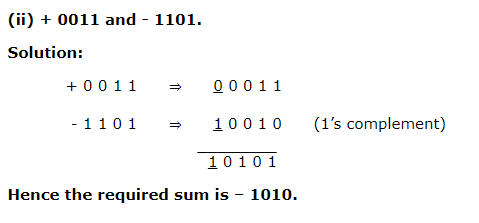 (ii) + 0011 and - 1101.
Solution:
+ 0 0 1 1 ⇒ 0 0 0 1 1
- 1 1 0 1 ⇒ 1 0 0 1 0 (1’s complement)
1 0 1 0 1
Hence the required sum is – 1010.